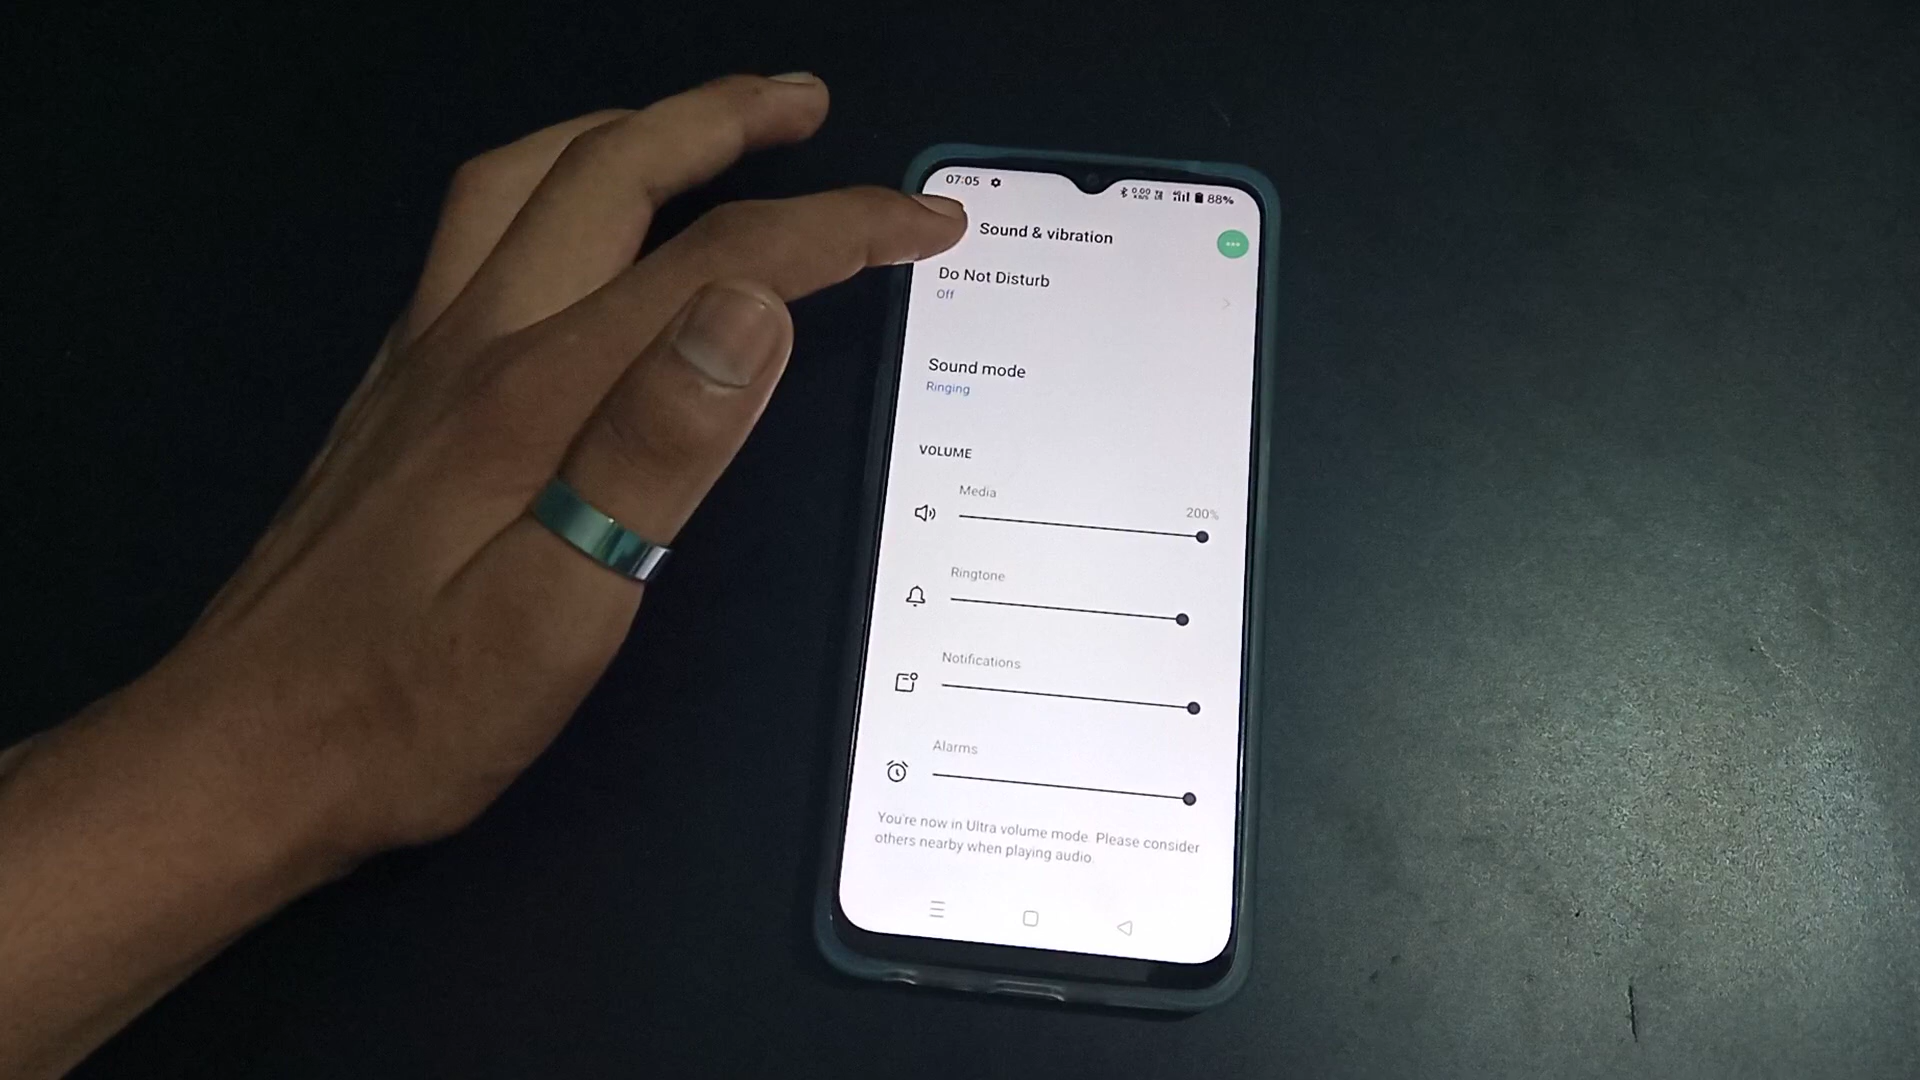 07:05
88%
Sound & vibration
Do Not Disturb
Off
Sound mode
Ringing
VOLUME
Media
200%
Ringtone
Notifications
Alarms
You're now in Ultra volume mode. Please consider
others nearby when playing audio.